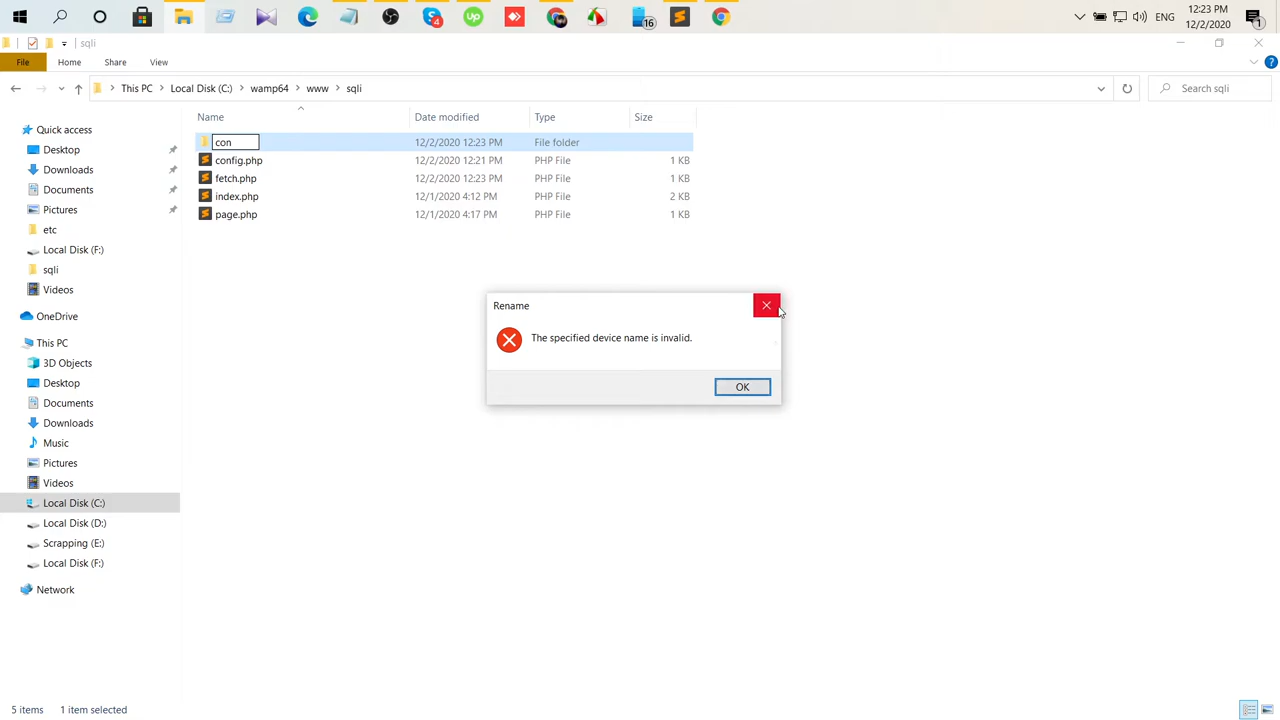 16
4
ENG
12:23 PM
12/2/2020
1
sqli
File
Home
Share
View
This PC
Local Disk (C:)
wamp64
www
sqli
Search sqli
Name
Date modified
Type
Size
con
12/2/2020 12:23 PM
File folder
config.php
12/2/2020 12:21 PM
PHP File
1 KB
fetch.php
12/2/2020 12:23 PM
PHP File
1 KB
index.php
12/1/2020 4:12 PM
PHP File
2 KB
page.php
12/1/2020 4:17 PM
PHP File
1 KB
Quick access
Desktop
Downloads
Documents
Pictures
etc
Local Disk (F:)
sqli
Videos
OneDrive
This PC
3D Objects
Desktop
Documents
Downloads
Music
Pictures
Videos
Local Disk (C:)
Local Disk (D:)
Scrapping (E:)
Local Disk (F:)
Network
Rename
The specified device name is invalid.
OK
5 items
1 item selected